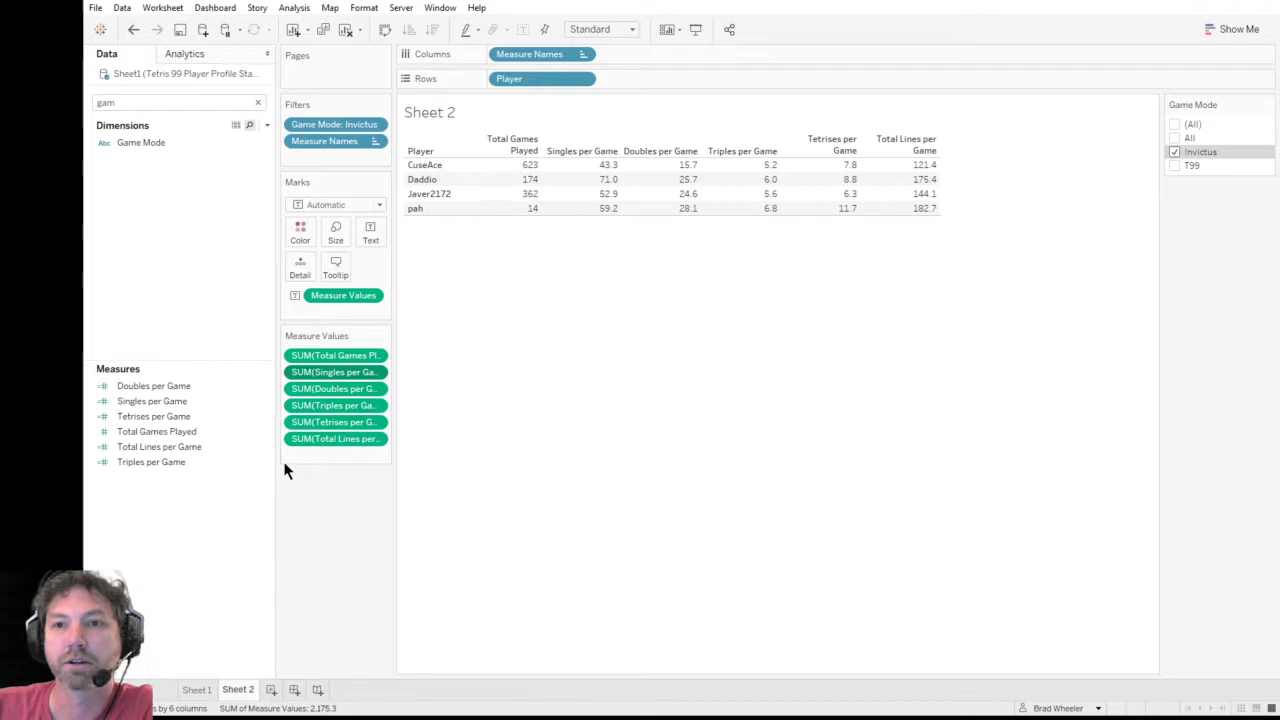 File Data Worksheet Dashboard Story Analysis Map Format Server Window Help
Standard
Show Me
Data Analytics
Sheet1 (Tetris 99 Player Profile Sta...
gam
Dimensions
Abc Game Mode
Measures
Doubles per Game
Singles per Game
Tetrises per Game
Total Games Played
Total Lines per Game
Triples per Game
Pages
Filters
Game Mode: Invictus
Measure Names
Marks
Automatic
Color Size Text
Detail Tooltip
Measure Values
Measure Values
SUM(Total Games Pl..
SUM(Singles per Ga..
SUM(Doubles per G..
SUM(Triples per Ga..
SUM(Tetrises per G..
SUM(Total Lines per..
Columns Measure Names
Rows Player
Sheet 2
Player Total Games Played Singles per Game Doubles per Game Triples per Game Tetrises per Game Total Lines per Game
CuseAce 623 43.3 15.7 5.2 7.8 121.4
Daddio 174 71.0 25.7 6.0 8.8 175.4
Javer2172 362 52.9 24.6 5.6 6.3 144.1
pah 14 59.2 28.1 6.8 11.7 182.7
Game Mode
(All)
All
Invictus
T99
Sheet 1 Sheet 2
by 6 columns SUM of Measure Values: 2,175.3
Brad Wheeler